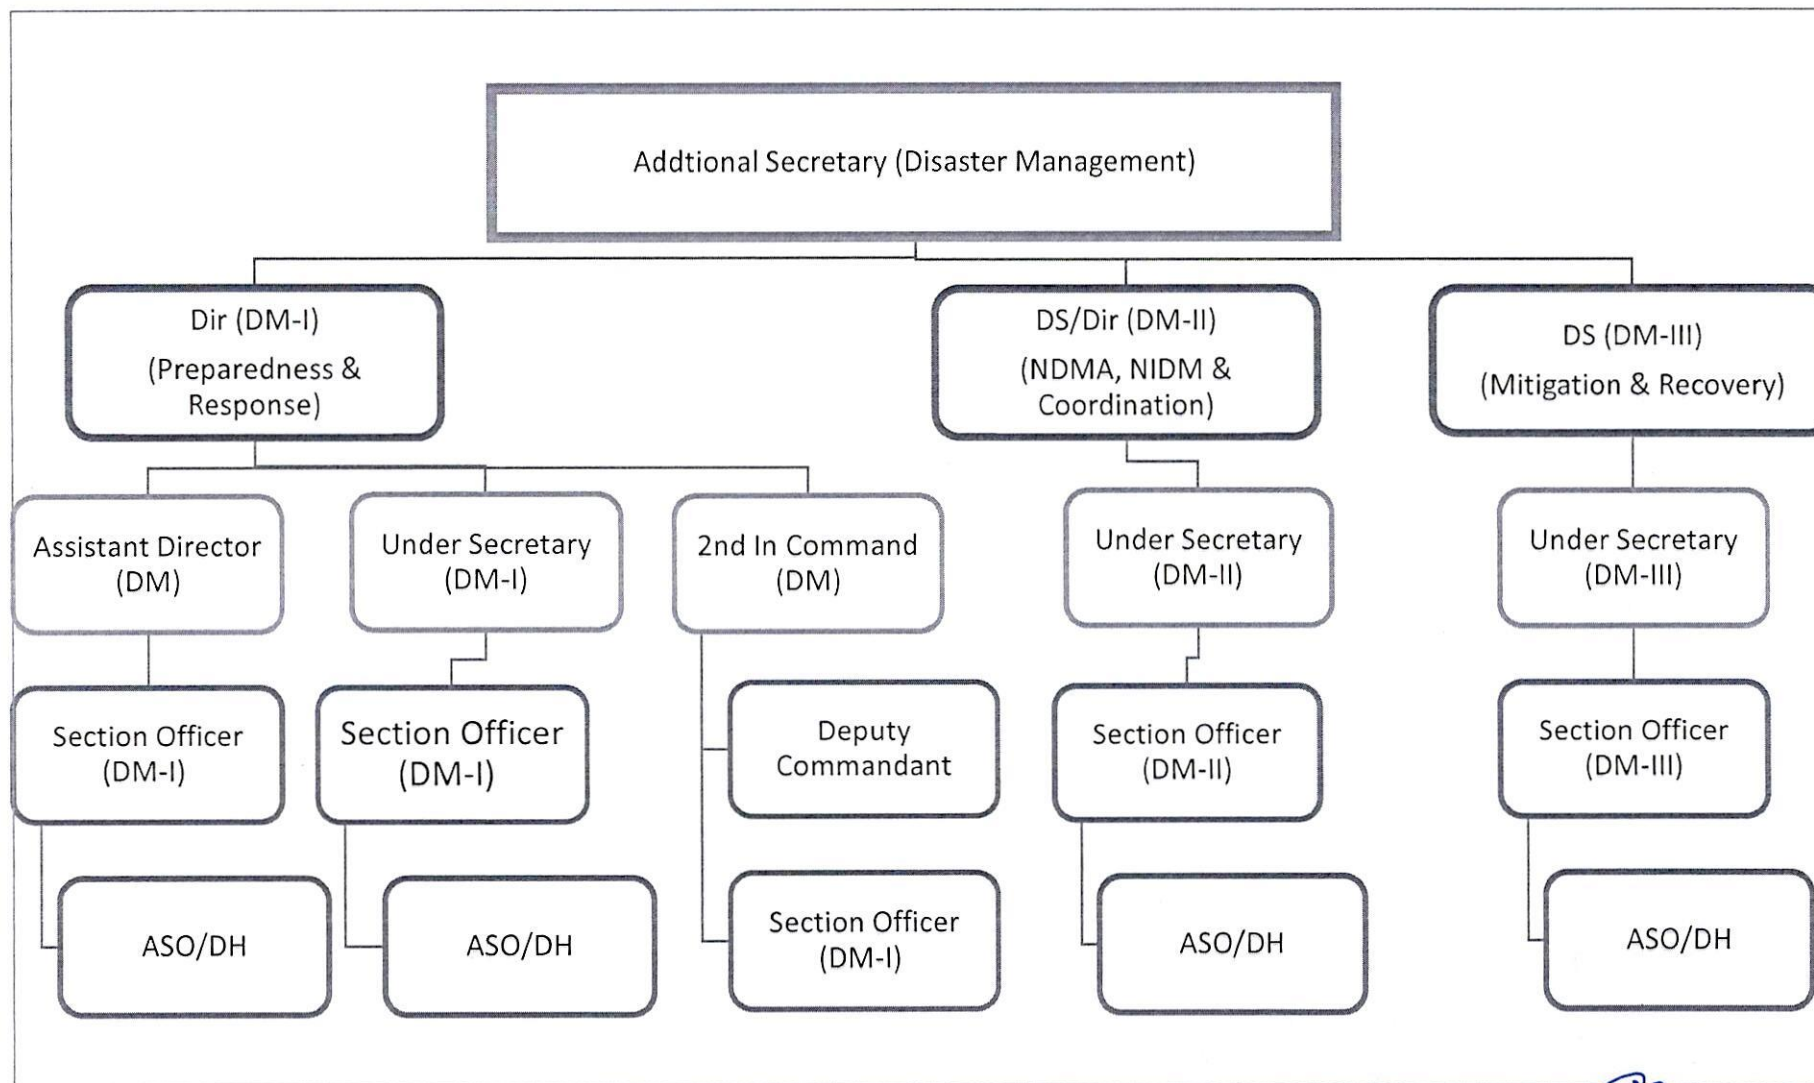 Addtional Secretary (Disaster Management)
Dir (DM-I)
(Preparedness &
Response)
DS/Dir (DM-II)
(NDMA, NIDM &
Coordination)
DS (DM-III)
(Mitigation & Recovery)
Assistant Director
(DM)
Under Secretary
(DM-I)
2nd In Command
(DM)
Under Secretary
(DM-II)
Under Secretary
(DM-III)
Section Officer
(DM-I)
Section Officer
(DM-I)
Deputy
Commandant
Section Officer
(DM-II)
Section Officer
(DM-III)
ASO/DH
ASO/DH
Section Officer
(DM-I)
ASO/DH
ASO/DH